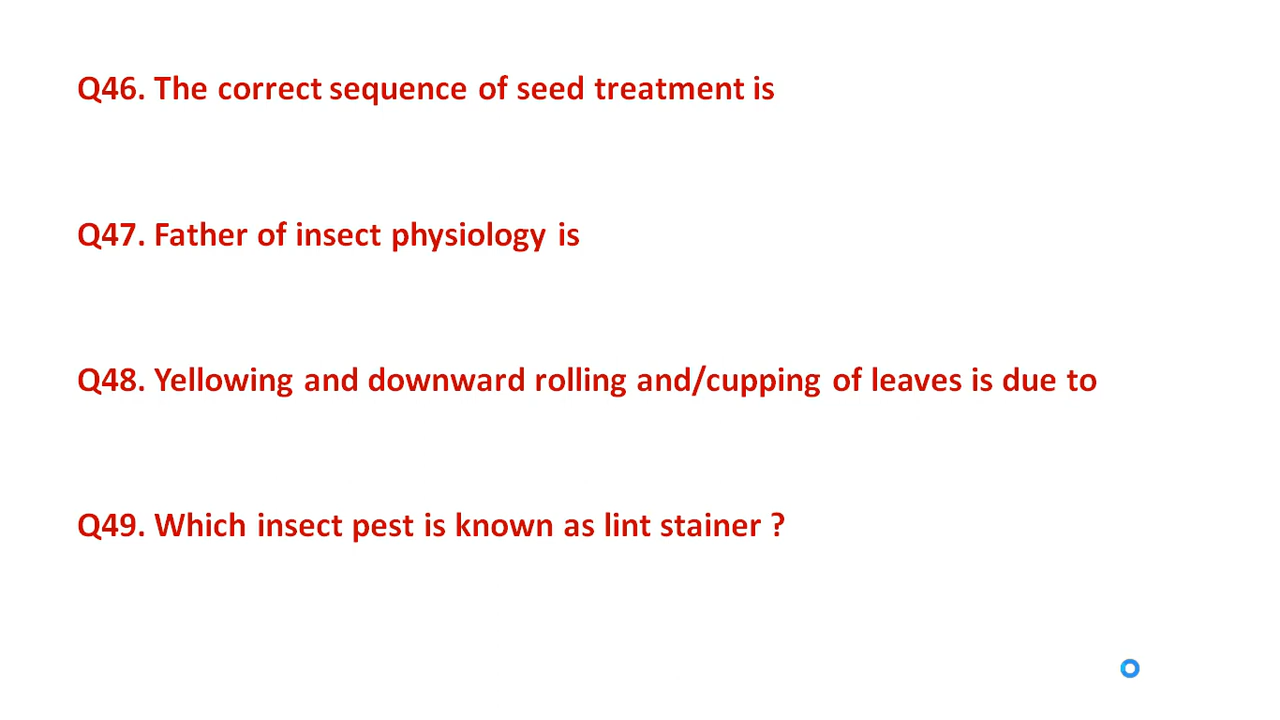 Q46. The correct sequence of seed treatment is
Q47. Father of insect physiology is
Q48. Yellowing and downward rolling and/cupping of leaves is due to
Q49. Which insect pest is known as lint stainer ?